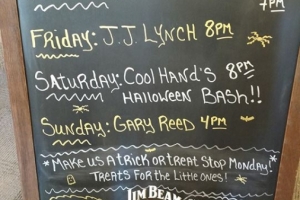 7PM
FRIDAY: J.J. LYNCH 8PM
SATURDAY: COOL HAND'S 8PM
HALLOWEEN BASH!!
SUNDAY: GARY REED 4PM
*MAKE US A TRICK OR TREAT STOP MONDAY!*
TREATS FOR THE LITTLE ONES!
JIM BEAM